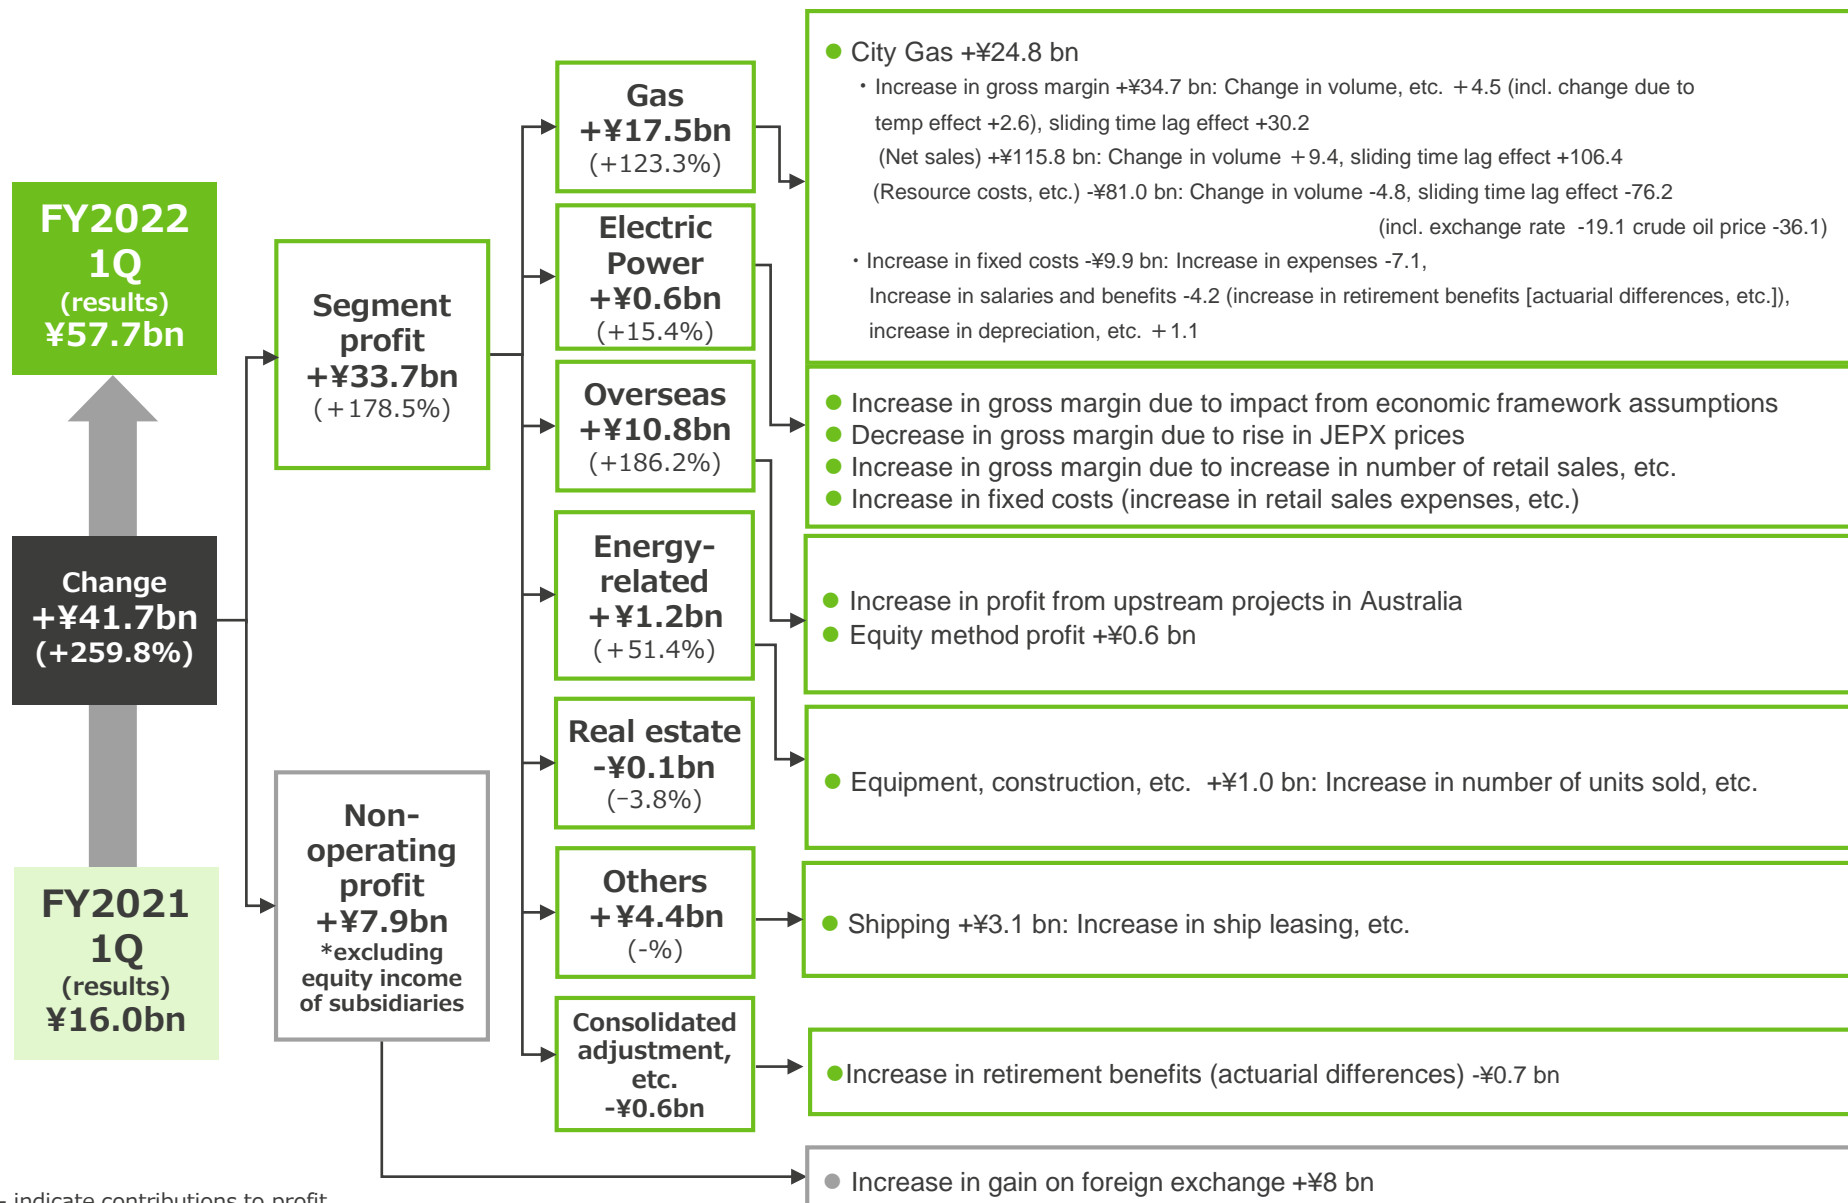 FY2022
1Q
(results)
¥57.7bn
Change
+¥41.7bn
(+259.8%)
FY2021
1Q
(results)
¥16.0bn
Segment
profit
+¥33.7bn
(+178.5%)
Non-
operating
profit
+¥7.9bn
*excluding
equity income
of subsidiaries
Gas
+¥17.5bn
(+123.3%)
Electric
Power
+¥0.6bn
(+15.4%)
Overseas
+¥10.8bn
(+186.2%)
Energy-
related
+¥1.2bn
(+51.4%)
Real estate
-¥0.1bn
(-3.8%)
Others
+¥4.4bn
(-%)
Consolidated
adjustment,
etc.
-¥0.6bn
● City Gas +¥24.8 bn
・Increase in gross margin +¥34.7 bn: Change in volume, etc. +4.5 (incl. change due to
temp effect +2.6), sliding time lag effect +30.2
(Net sales) +¥115.8 bn: Change in volume +9.4, sliding time lag effect +106.4
(Resource costs, etc.) -¥81.0 bn: Change in volume -4.8, sliding time lag effect -76.2
(incl. exchange rate -19.1 crude oil price -36.1)
・Increase in fixed costs -¥9.9 bn: Increase in expenses -7.1,
Increase in salaries and benefits -4.2 (increase in retirement benefits [actuarial differences, etc.]),
increase in depreciation, etc. +1.1
● Increase in gross margin due to impact from economic framework assumptions
● Decrease in gross margin due to rise in JEPX prices
● Increase in gross margin due to increase in number of retail sales, etc.
● Increase in fixed costs (increase in retail sales expenses, etc.)
● Increase in profit from upstream projects in Australia
● Equity method profit +¥0.6 bn
● Equipment, construction, etc. +¥1.0 bn: Increase in number of units sold, etc.
● Shipping +¥3.1 bn: Increase in ship leasing, etc.
● Increase in retirement benefits (actuarial differences) -¥0.7 bn
● Increase in gain on foreign exchange +¥8 bn
- indicate contributions to profit